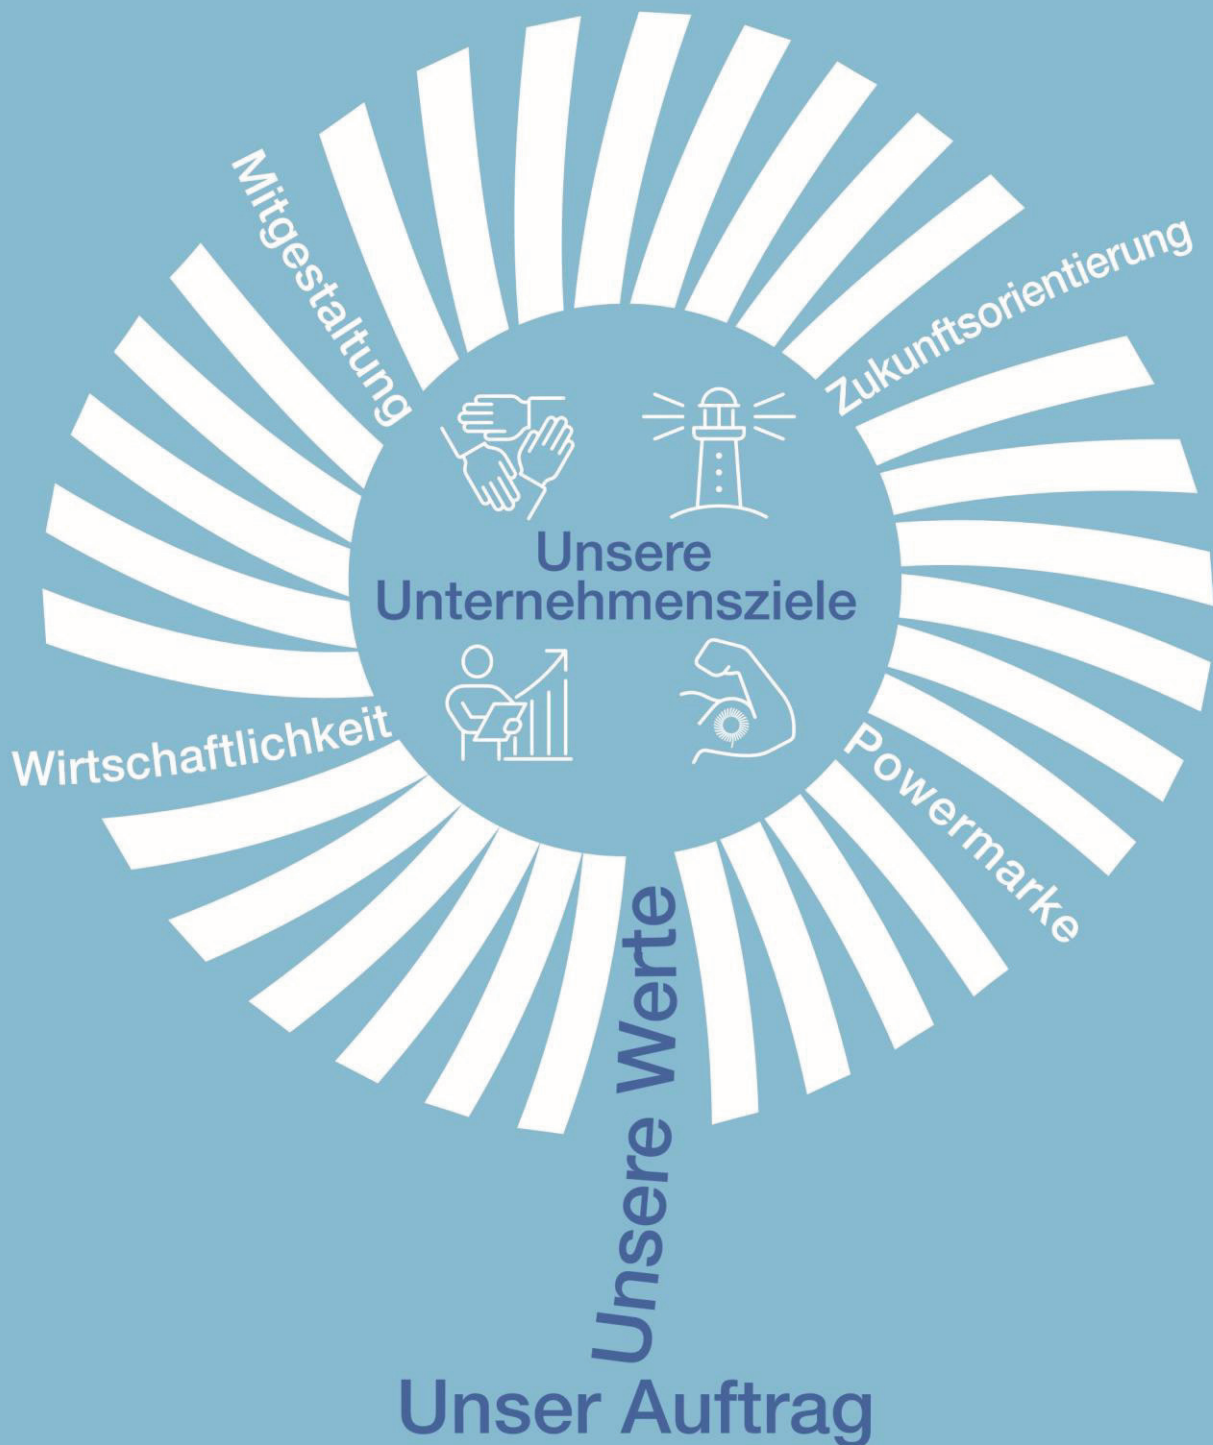 Mitgestaltung
Zukunftsorientierung
Unsere
Unternehmensziele
Wirtschaftlichkeit
Powermarke
Unsere Werte
Unser Auftrag